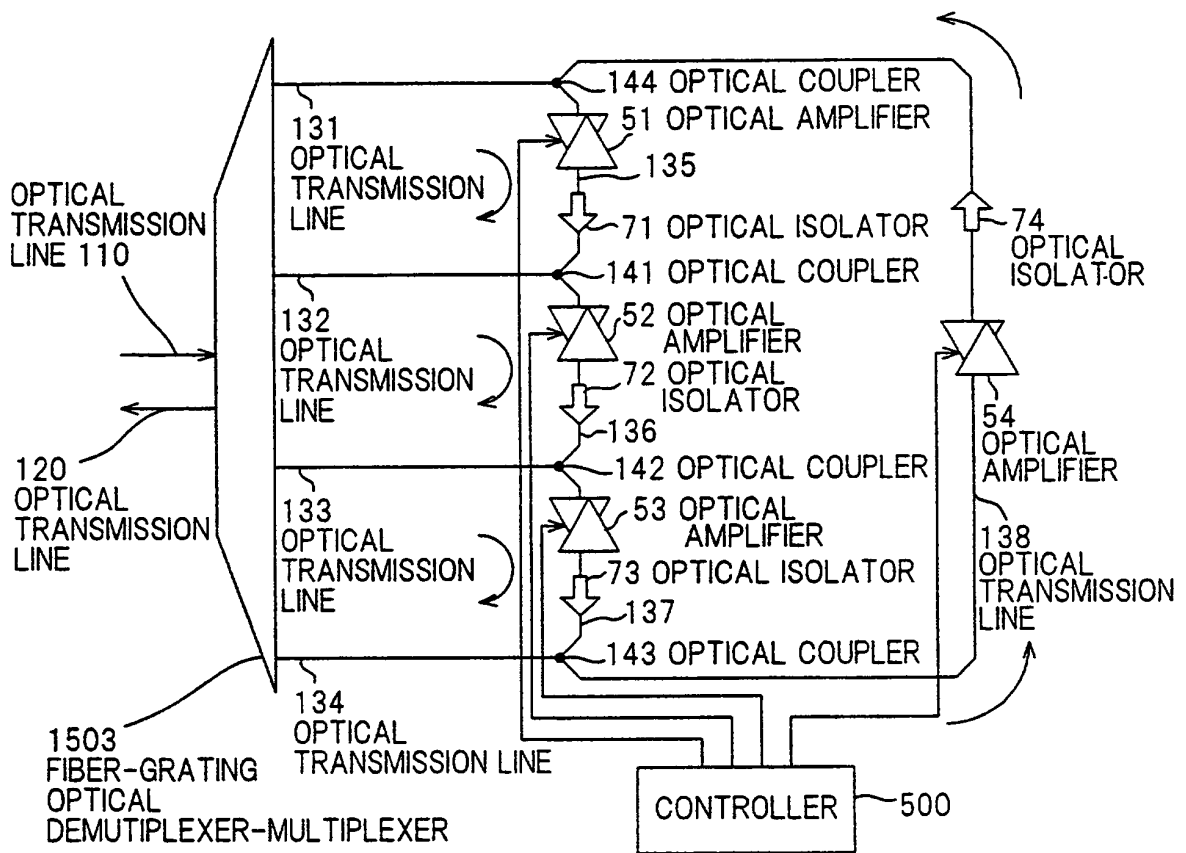 144 OPTICAL COUPLER
51 OPTICAL AMPLIFIER
131
OPTICAL
TRANSMISSION
LINE
135
OPTICAL
TRANSMISSION
LINE 110
71 OPTICAL ISOLATOR
74
OPTICAL
ISOLATOR
141 OPTICAL COUPLER
132
OPTICAL
TRANSMISSION
LINE
52 OPTICAL
AMPLIFIER
72 OPTICAL
ISOLATOR
54
OPTICAL
AMPLIFIER
136
120
OPTICAL
TRANSMISSION
LINE
142 OPTICAL COUPLER
133
OPTICAL
TRANSMISSION
LINE
53 OPTICAL
AMPLIFIER
138
OPTICAL
TRANSMISSION
LINE
73 OPTICAL ISOLATOR
137
143 OPTICAL COUPLER
134
OPTICAL
TRANSMISSION LINE
1503
FIBER-GRATING
OPTICAL
DEMUTIPLEXER-MULTIPLEXER
CONTROLLER
500